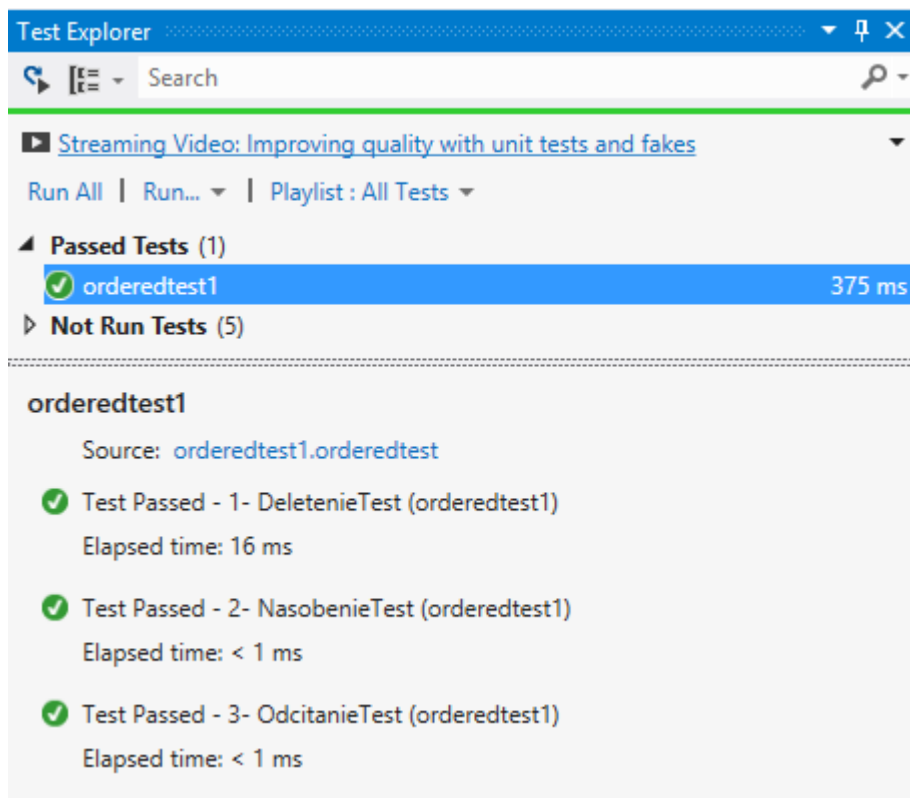 Test Explorer
Search
Streaming Video: Improving quality with unit tests and fakes
Run All | Run... | Playlist : All Tests
Passed Tests (1)
orderedtest1 375 ms
Not Run Tests (5)
orderedtest1
Source: orderedtest1.orderedtest
Test Passed - 1- DeletenieTest (orderedtest1)
Elapsed time: 16 ms
Test Passed - 2- NasobenieTest (orderedtest1)
Elapsed time: < 1 ms
Test Passed - 3- OdcitanieTest (orderedtest1)
Elapsed time: < 1 ms